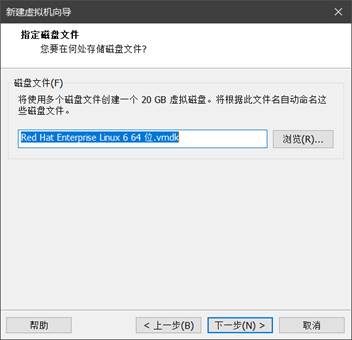 新建虚拟机向导
指定磁盘文件
您要在何处存储磁盘文件?
磁盘文件(F)
将使用多个磁盘文件创建一个 20 GB 虚拟磁盘。将根据此文件名自动命名这
些磁盘文件。
Red Hat Enterprise Linux 6 64 位.vmdk
浏览(R)...
帮助
< 上一步(B)
下一步(N) >
取消